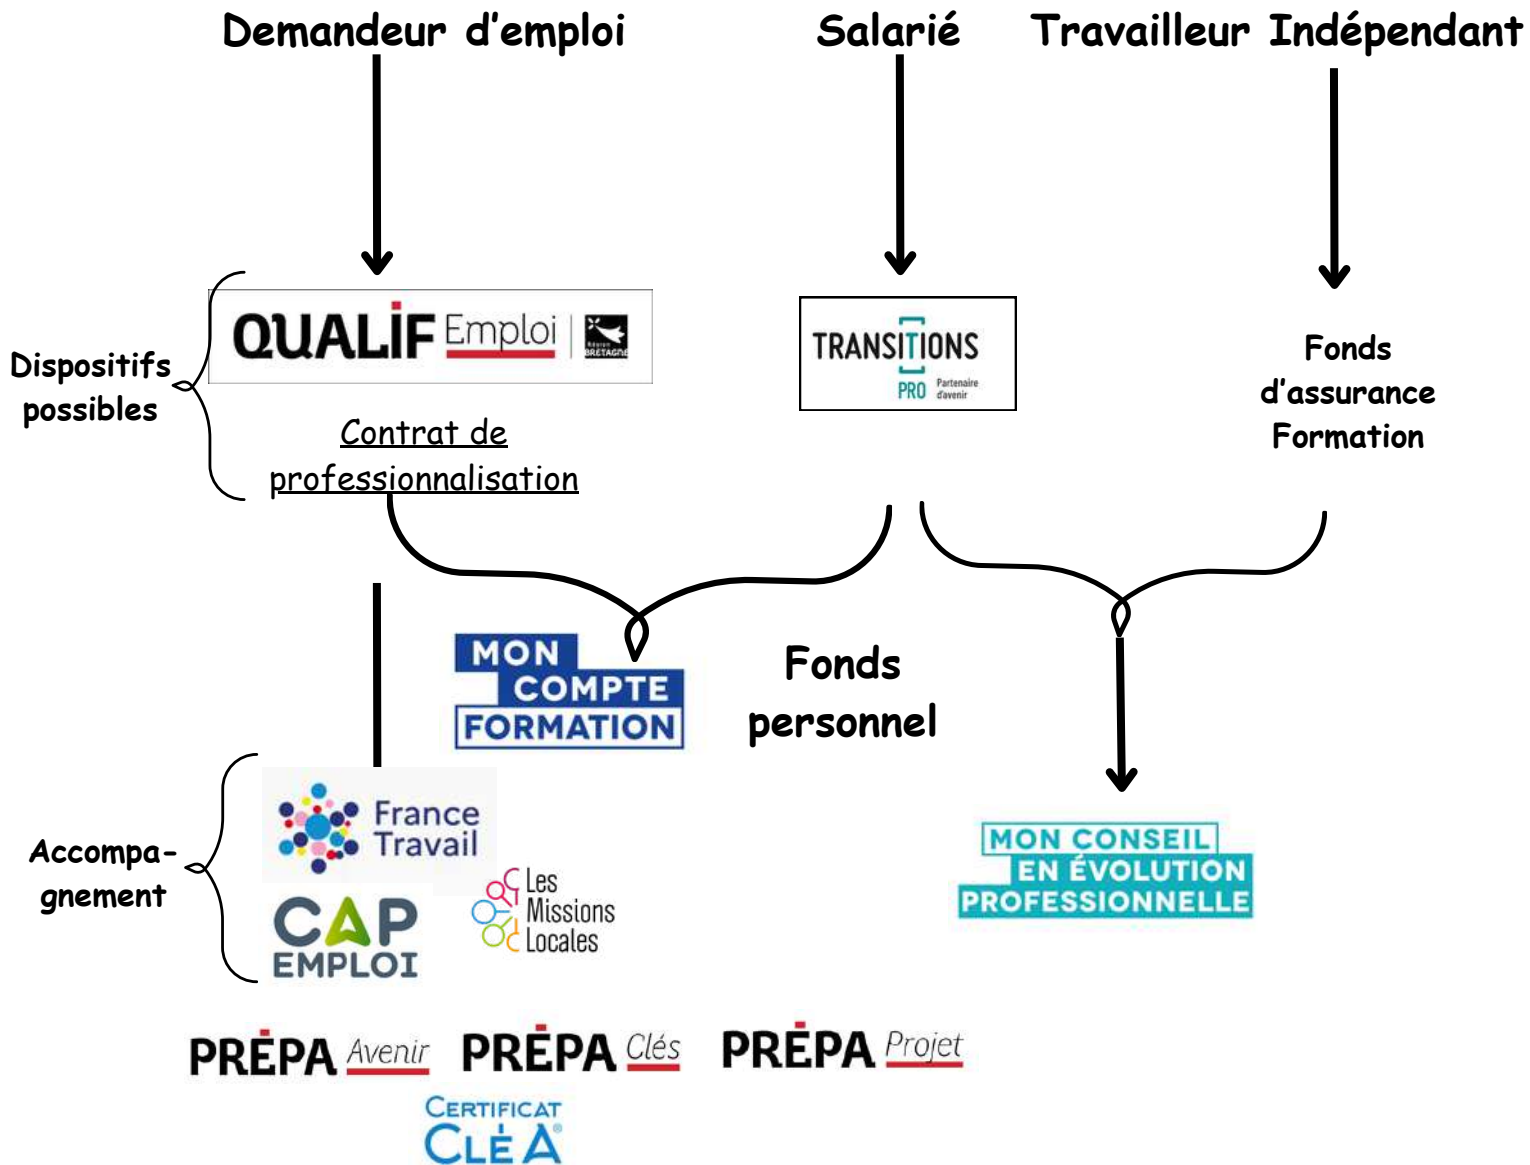 Demandeur d'emploi
Salarié
Travailleur Indépendant
Dispositifs
possibles
QUALIF Emploi
Région
BRETAGNE
Contrat de
professionnalisation
TRANSITIONS
PRO
Partenaire
d'avenir
Fonds
d'assurance
Formation
MON
COMPTE
FORMATION
Fonds
personnel
Accompa-
gnement
France
Travail
CAP
EMPLOI
Les
Missions
Locales
MON CONSEIL
EN ÉVOLUTION
PROFESSIONNELLE
PRÉPA Avenir
PRÉPA Clés
PRÉPA Projet
CERTIFICAT
CLÉA®